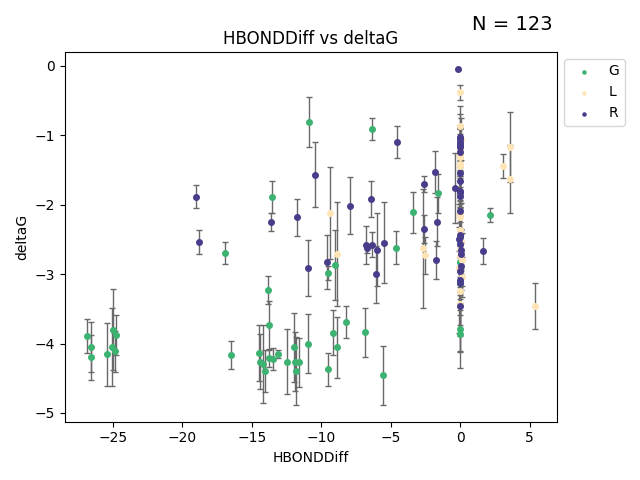 N = 123
HBONDDiff vs deltaG
G
L
R
deltaG
0
−1
−2
−3
−4
−5
−25
−20
−15
−10
−5
0
5
HBONDDiff